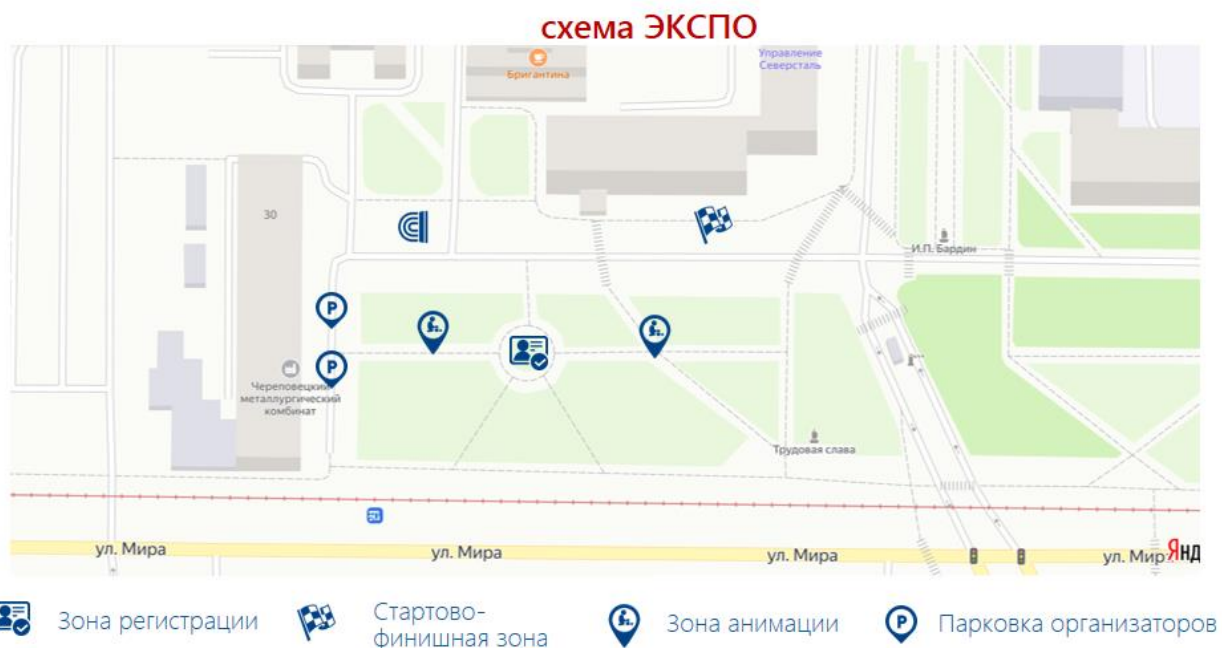 схема ЭКСПО
Бригантина
Управление
Северсталь
30
И.П. Бардин
P
P
Череповецкий
металлургический
комбинат
Трудовая слава
ул. Мира
ул. Мира
ул. Мира
ул. Мир
Янд
Зона регистрации
Стартово-
финишная зона
Зона анимации
P
Парковка организаторов